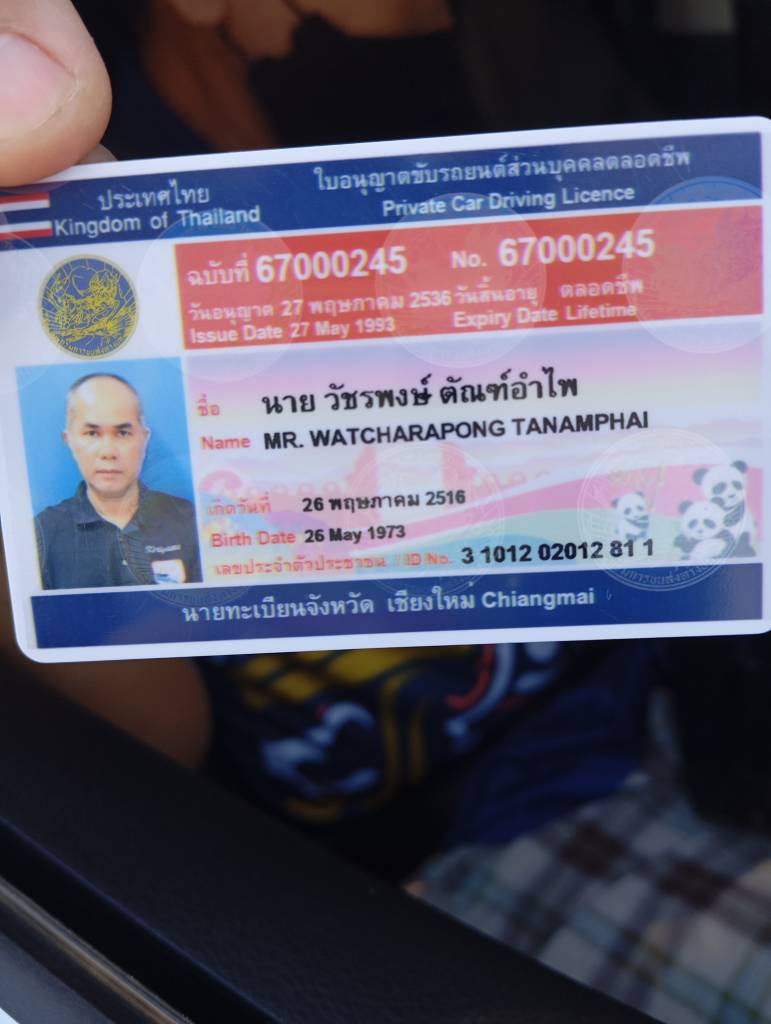 ประเทศไทย
Kingdom of Thailand
ใบอนุญาตขับรถยนต์ส่วนบุคคลตลอดชีพ
Private Car Driving Licence
ฉบับที่ 67000245 No. 67000245
วันอนุญาต 27 พฤษภาคม 2536 วันสิ้นอายุ ตลอดชีพ
Issue Date 27 May 1993 Expiry Date Lifetime
ชื่อ นาย วัชรพงษ์ ตัณฑ์อำไพ
Name MR. WATCHARAPONG TANAMPHAI
เกิดวันที่ 26 พฤษภาคม 2516
Birth Date 26 May 1973
เลขประจำตัวประชาชน / ID No. 3 1012 02012 81 1
นายทะเบียนจังหวัด เชียงใหม่ Chiangmai